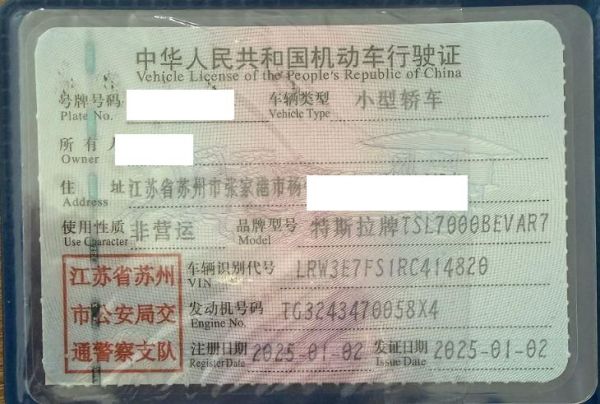 中华人民共和国机动车行驶证
Vehicle License of the People's Republic of China
号牌号码 车辆类型 小型轿车
Plate No. Vehicle Type
所有人
Owner
住 址 江苏省苏州市张家港市杨
Address
使用性质 非营运 品牌型号 特斯拉牌TSL7000BEVAR7
Use Character Model
江苏省苏州 车辆识别代号 LRW3E7FS1RC414820
VIN
市公安局交 发动机号码 TG3243470058X4
Engine No.
通警察支队 注册日期 2025-01-02 发证日期 2025-01-02
Register Date Issue Date